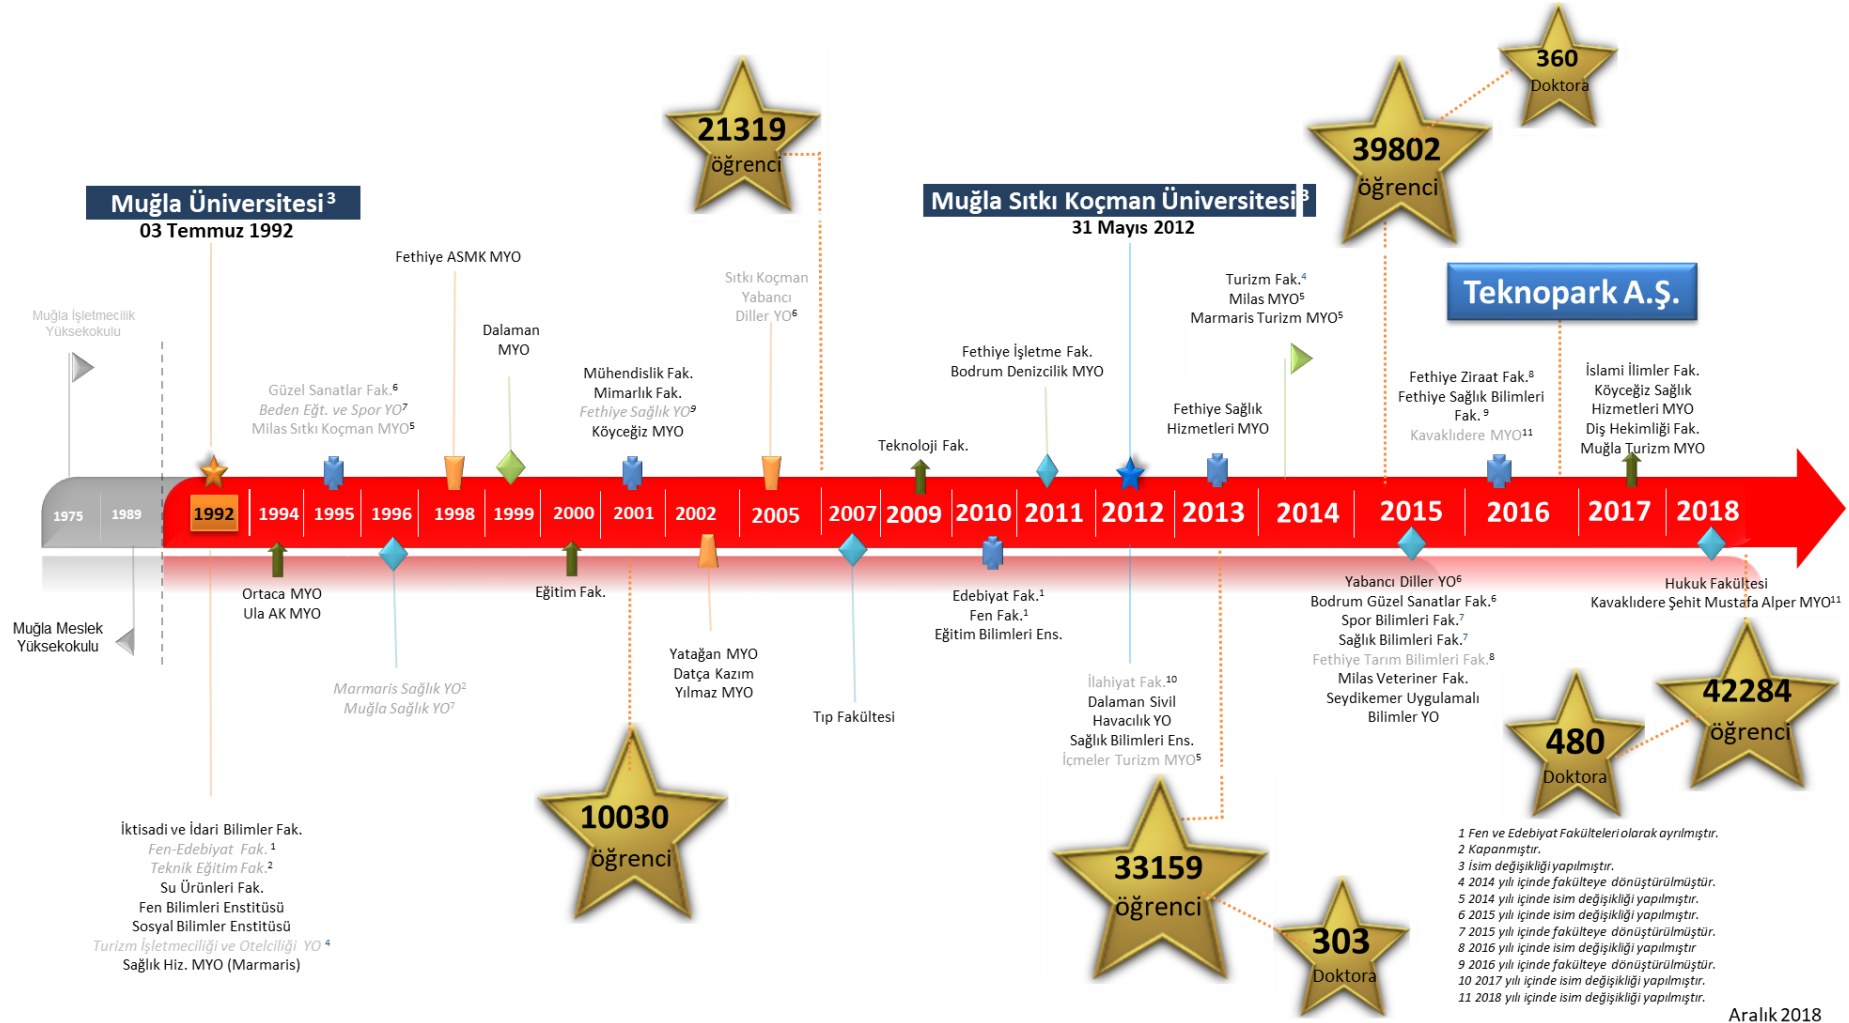 360
Doktora
21319
öğrenci
39802
öğrenci
Muğla Üniversitesi³
03 Temmuz 1992
Muğla Sıtkı Koçman Üniversitesi³
31 Mayıs 2012
Fethiye ASMK MYO
Sıtkı Koçman
Yabancı
Diller YO⁶
Turizm Fak.⁴
Milas MYO⁵
Marmaris Turizm MYO⁵
Teknopark A.Ş.
Muğla İşletmecilik
Yüksekokulu
Dalaman
MYO
Güzel Sanatlar Fak.⁶
Beden Eğt. ve Spor YO⁷
Milas Sıtkı Koçman MYO⁵
Mühendislik Fak.
Mimarlık Fak.
Fethiye Sağlık YO⁹
Köyceğiz MYO
Teknoloji Fak.
Fethiye İşletme Fak.
Bodrum Denizcilik MYO
Fethiye Sağlık
Hizmetleri MYO
Fethiye Ziraat Fak.⁸
Fethiye Sağlık Bilimleri
Fak. ⁹
Kavaklıdere MYO¹¹
İslami İlimler Fak.
Köyceğiz Sağlık
Hizmetleri MYO
Diş Hekimliği Fak.
Muğla Turizm MYO
1975 1989 1992 1994 1995 1996 1998 1999 2000 2001 2002 2005 2007 2009 2010 2011 2012 2013 2014 2015 2016 2017 2018
Muğla Meslek
Yüksekokulu
Ortaca MYO
Ula AK MYO
Marmaris Sağlık YO²
Muğla Sağlık YO⁷
Eğitim Fak.
Yatağan MYO
Datça Kazım
Yılmaz MYO
Tıp Fakültesi
Edebiyat Fak.¹
Fen Fak.¹
Eğitim Bilimleri Ens.
İlahiyat Fak.¹⁰
Dalaman Sivil
Havacılık YO
Sağlık Bilimleri Ens.
İçmeler Turizm MYO⁵
Yabancı Diller YO⁶
Bodrum Güzel Sanatlar Fak.⁶
Spor Bilimleri Fak.⁷
Sağlık Bilimleri Fak.⁷
Fethiye Tarım Bilimleri Fak.⁸
Milas Veteriner Fak.
Seydikemer Uygulamalı
Bilimler YO
Hukuk Fakültesi
Kavaklıdere Şehit Mustafa Alper MYO¹¹
42284
öğrenci
480
Doktora
10030
öğrenci
33159
öğrenci
303
Doktora
İktisadi ve İdari Bilimler Fak.
Fen-Edebiyat Fak. ¹
Teknik Eğitim Fak.²
Su Ürünleri Fak.
Fen Bilimleri Enstitüsü
Sosyal Bilimler Enstitüsü
Turizm İşletmeciliği ve Otelciliği YO ⁴
Sağlık Hiz. MYO (Marmaris)
1 Fen ve Edebiyat Fakülteleri olarak ayrılmıştır.
2 Kapanmıştır.
3 İsim değişikliği yapılmıştır.
4 2014 yılı içinde fakülteye dönüştürülmüştür.
5 2014 yılı içinde isim değişikliği yapılmıştır.
6 2015 yılı içinde isim değişikliği yapılmıştır.
7 2015 yılı içinde fakülteye dönüştürülmüştür.
8 2016 yılı içinde isim değişikliği yapılmıştır
9 2016 yılı içinde fakülteye dönüştürülmüştür.
10 2017 yılı içinde isim değişikliği yapılmıştır.
11 2018 yılı içinde isim değişikliği yapılmıştır.
Aralık 2018